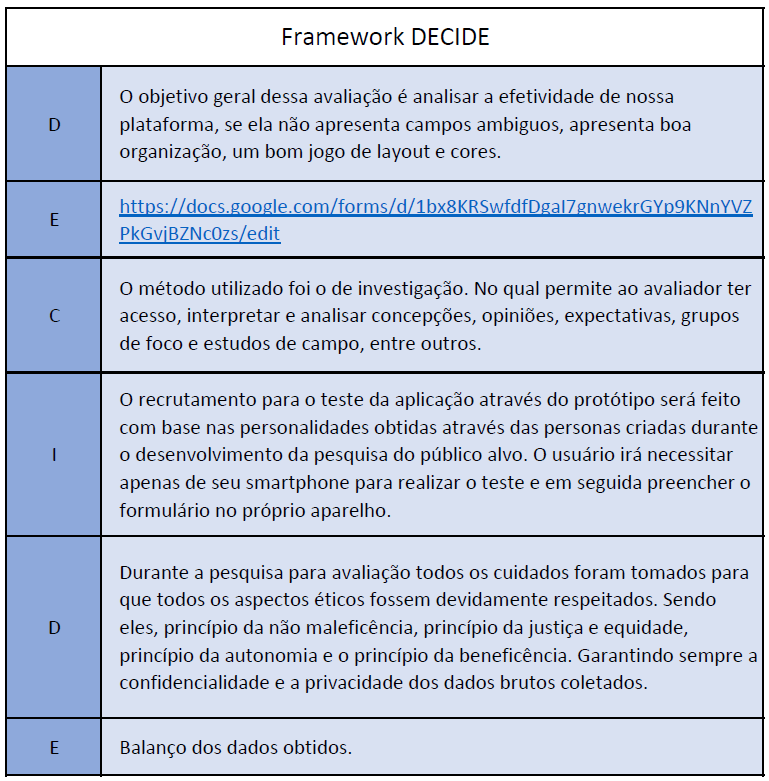 Framework DECIDE
D
O objetivo geral dessa avaliação é analisar a efetividade de nossa
plataforma, se ela não apresenta campos ambiguos, apresenta boa
organização, um bom jogo de layout e cores.
E
https://docs.google.com/forms/d/1bx8KRSwfdfDgaI7gnwekrGYp9KNnYVZ
PkGvjBZNc0zs/edit
C
O método utilizado foi o de investigação. No qual permite ao avaliador ter
acesso, interpretar e analisar concepções, opiniões, expectativas, grupos
de foco e estudos de campo, entre outros.
I
O recrutamento para o teste da aplicação através do protótipo será feito
com base nas personalidades obtidas através das personas criadas durante
o desenvolvimento da pesquisa do público alvo. O usuário irá necessitar
apenas de seu smartphone para realizar o teste e em seguida preencher o
formulário no próprio aparelho.
D
Durante a pesquisa para avaliação todos os cuidados foram tomados para
que todos os aspectos éticos fossem devidamente respeitados. Sendo
eles, princípio da não maleficência, princípio da justiça e equidade,
princípio da autonomia e o princípio da beneficência. Garantindo sempre a
confidencialidade e a privacidade dos dados brutos coletados.
E
Balanço dos dados obtidos.